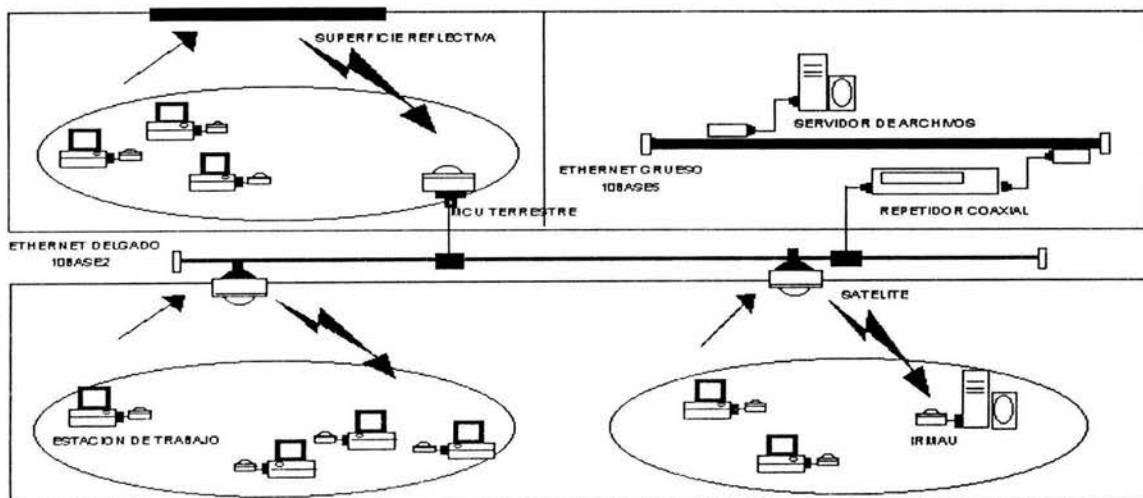 SUPERFICIE REFLECTIVA
SERVIDOR DE ARCHIVOS
ETHERNET GRUESO
10BASE5
REPETIDOR COAXIAL
IICU TERRESTRE
ETHERNET DELGADO
10BASE2
SATELITE
ESTACION DE TRABAJO
IRMAU